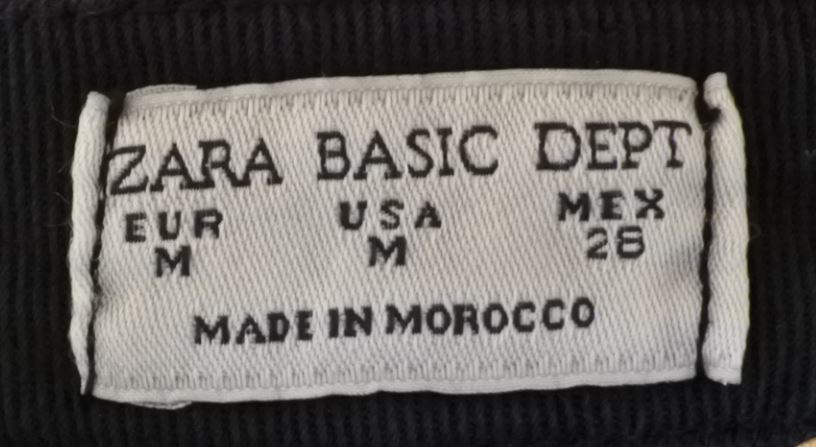 ZARA BASIC DEPT
EUR USA MEX
M M 28
MADE IN MOROCCO